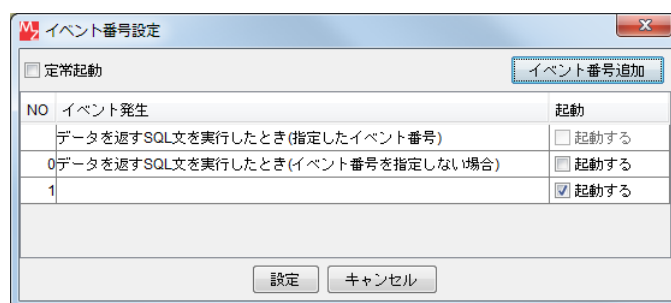 イベント番号設定
定常起動
イベント番号追加
NO イベント発生 起動
データを返すSQL文を実行したとき(指定したイベント番号) 起動する
0 データを返すSQL文を実行したとき(イベント番号を指定しない場合) 起動する
1 起動する
設定 キャンセル